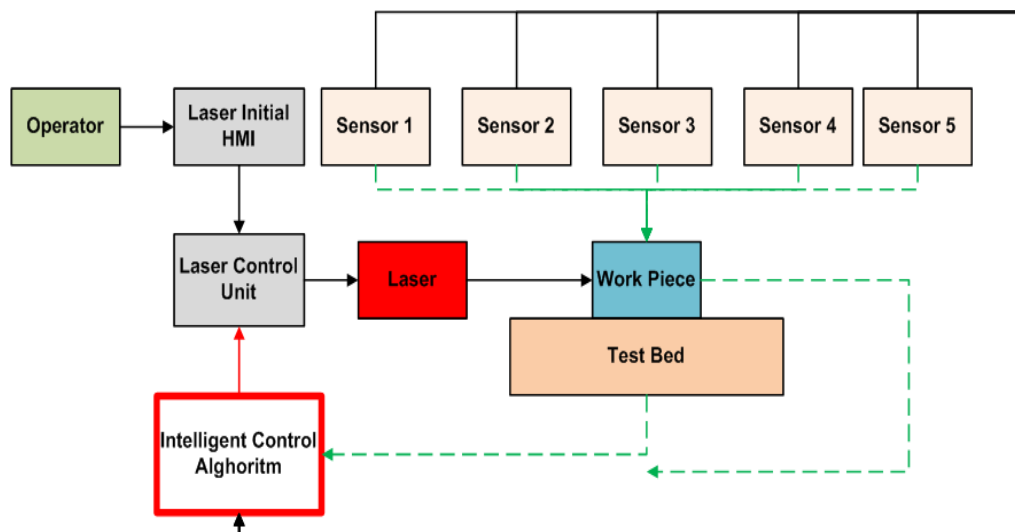 Operator
Laser Initial
HMI
Sensor 1
Sensor 2
Sensor 3
Sensor 4
Sensor 5
Laser Control
Unit
Laser
Work Piece
Test Bed
Intelligent Control
Alghoritm